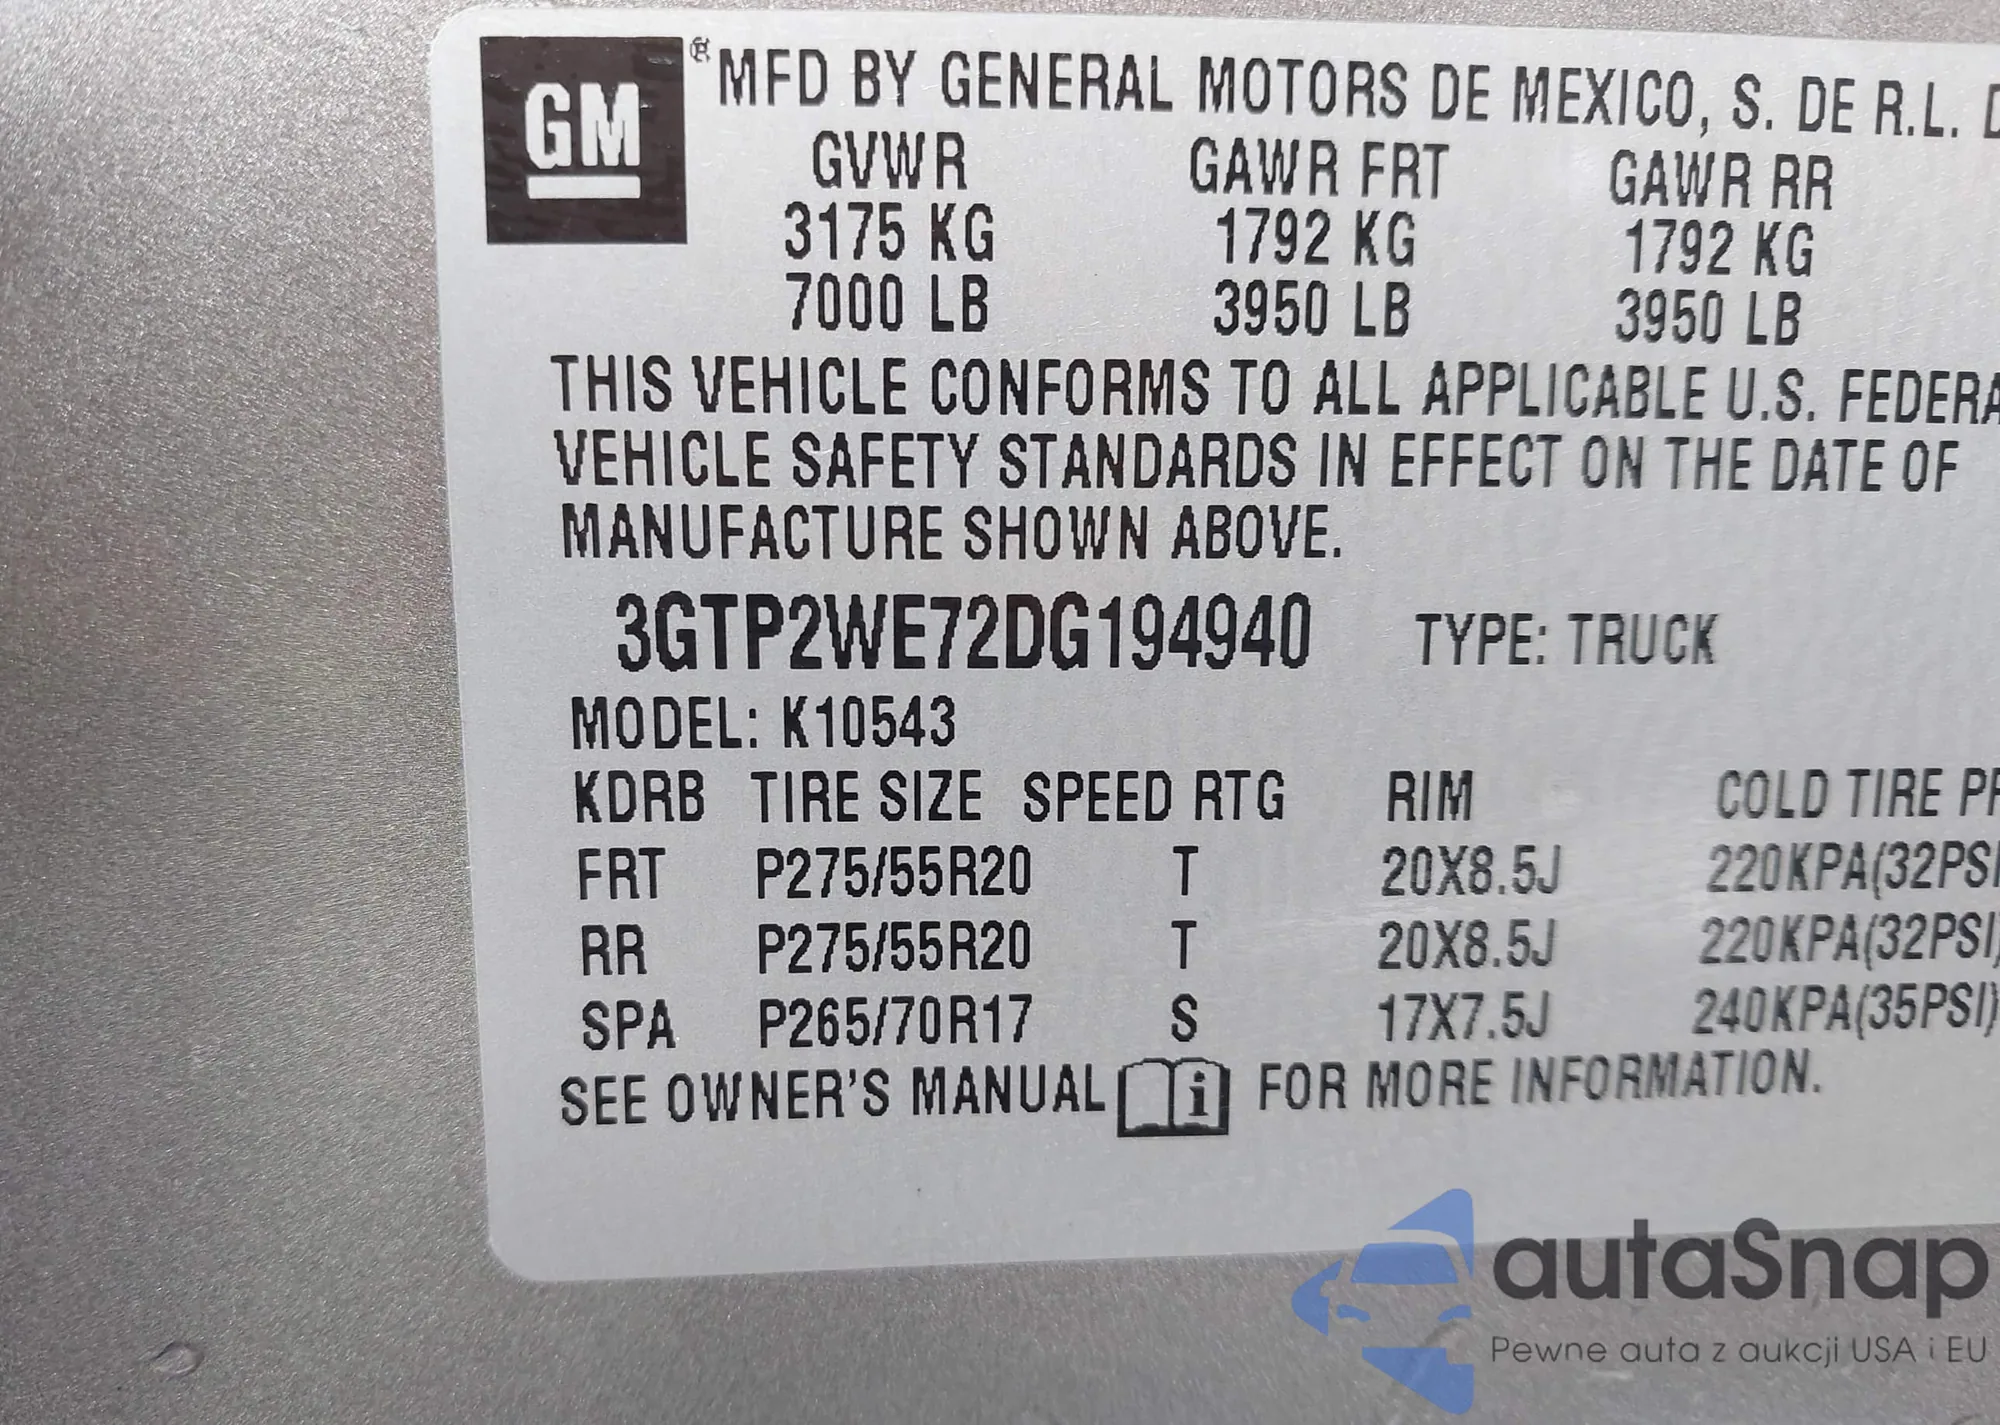 GM ® MFD BY GENERAL MOTORS DE MEXICO, S. DE R.L. D
GVWR GAWR FRT GAWR RR
3175 KG 1792 KG 1792 KG
7000 LB 3950 LB 3950 LB
THIS VEHICLE CONFORMS TO ALL APPLICABLE U.S. FEDERA
VEHICLE SAFETY STANDARDS IN EFFECT ON THE DATE OF
MANUFACTURE SHOWN ABOVE.
3GTP2WE72DG194940 TYPE: TRUCK
MODEL: K10543
KDRB TIRE SIZE SPEED RTG RIM COLD TIRE PR
FRT P275/55R20 T 20X8.5J 220KPA(32PSI
RR P275/55R20 T 20X8.5J 220KPA(32PSI)
SPA P265/70R17 S 17X7.5J 240KPA(35PSI)
SEE OWNER'S MANUAL i FOR MORE INFORMATION.
autaSnap
Pewne auta z aukcji USA i EU